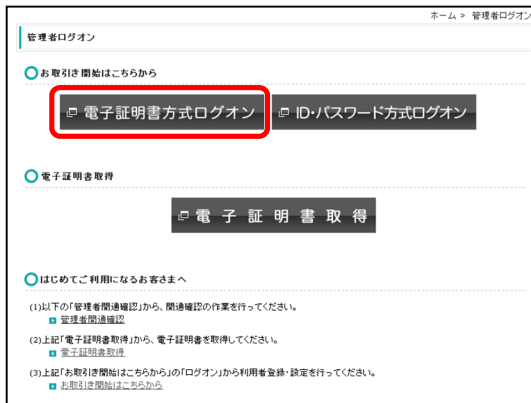 ホーム > 管理者ログオン
管理者ログオン
お取引き開始はこちらから
電子証明書方式ログオン ID・パスワード方式ログオン
電子証明書取得
電子証明書取得
はじめてご利用になるお客さまへ
(1)以下の「管理者開通確認」から、開通確認の作業を行ってください。
管理者開通確認
(2)上記「電子証明書取得」から、電子証明書を取得してください。
電子証明書取得
(3)上記「お取引き開始はこちらから」の「ログオン」から利用者登録・設定を行ってください。
お取引き開始はこちらから